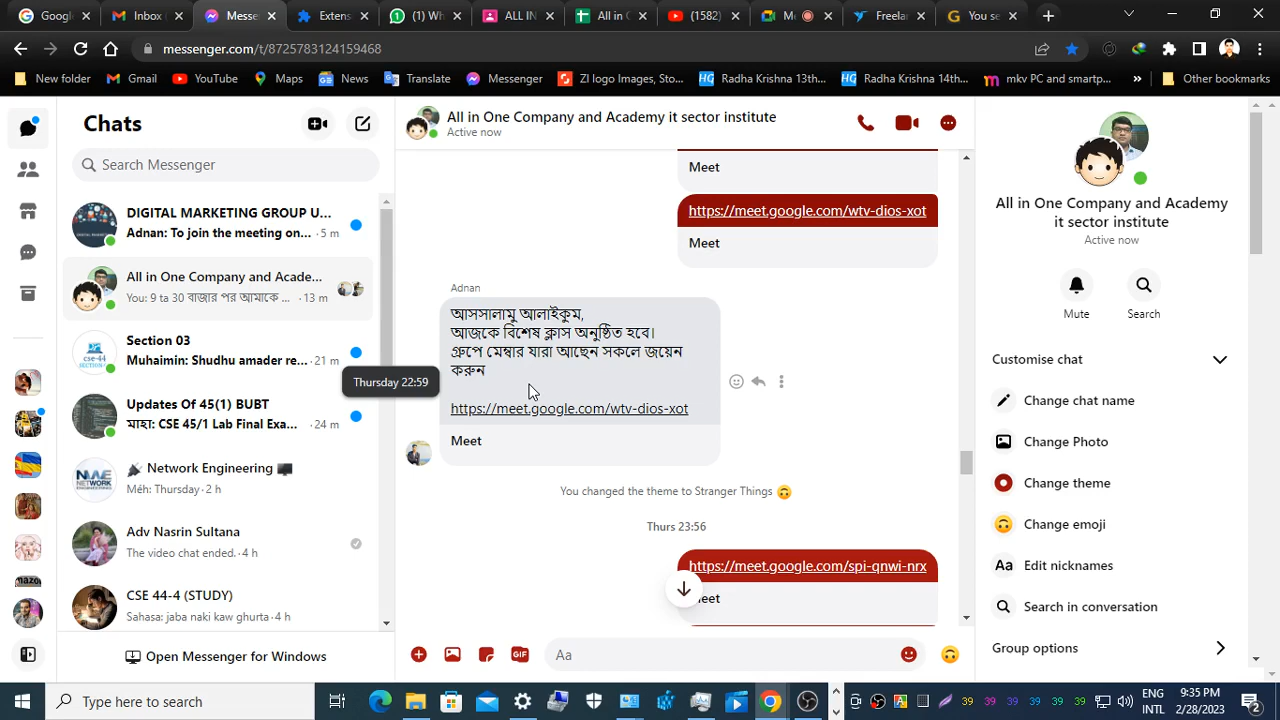 Googl
Inbox
Messe
Extens
(1) Wh
ALL IN
All in C
(1582)
M
Freelan
You se
messenger.com/t/8725783124159468
New folder
Gmail
YouTube
Maps
News
Translate
Messenger
ZI logo Images, Sto...
Radha Krishna 13th...
Radha Krishna 14th...
mkv PC and smartp...
Other bookmarks
Chats
Search Messenger
DIGITAL MARKETING GROUP U...
Adnan: To join the meeting on... · 5 m
All in One Company and Acade...
You: 9 ta 30 বাজার পর আমাকে ... · 13 m
Section 03
Muhaimin: Shudhu amader re... · 21 m
Updates Of 45(1) BUBT
মাহা: CSE 45/1 Lab Final Exa... · 24 m
Network Engineering
Méh: Thursday · 2 h
Adv Nasrin Sultana
The video chat ended. · 4 h
CSE 44-4 (STUDY)
Sahasa: jaba naki kaw ghurta · 4 h
Open Messenger for Windows
All in One Company and Academy it sector institute
Active now
Meet
https://meet.google.com/wtv-dios-xot
Meet
Adnan
আসসালামু আলাইকুম,
আজকে বিশেষ ক্লাস অনুষ্ঠিত হবে।
গ্রুপে মেম্বার যারা আছেন সকলে জয়েন
করুন
Thursday 22:59
https://meet.google.com/wtv-dios-xot
Meet
You changed the theme to Stranger Things 🙃
Thurs 23:56
https://meet.google.com/spi-qnwi-nrx
Meet
GIF
Aa
All in One Company and Academy
it sector institute
Active now
Mute
Search
Customise chat
Change chat name
Change Photo
Change theme
Change emoji
Aa Edit nicknames
Search in conversation
Group options
Type here to search
39 39 39 39 39 39
ENG
INTL
9:35 PM
2/28/2023
2